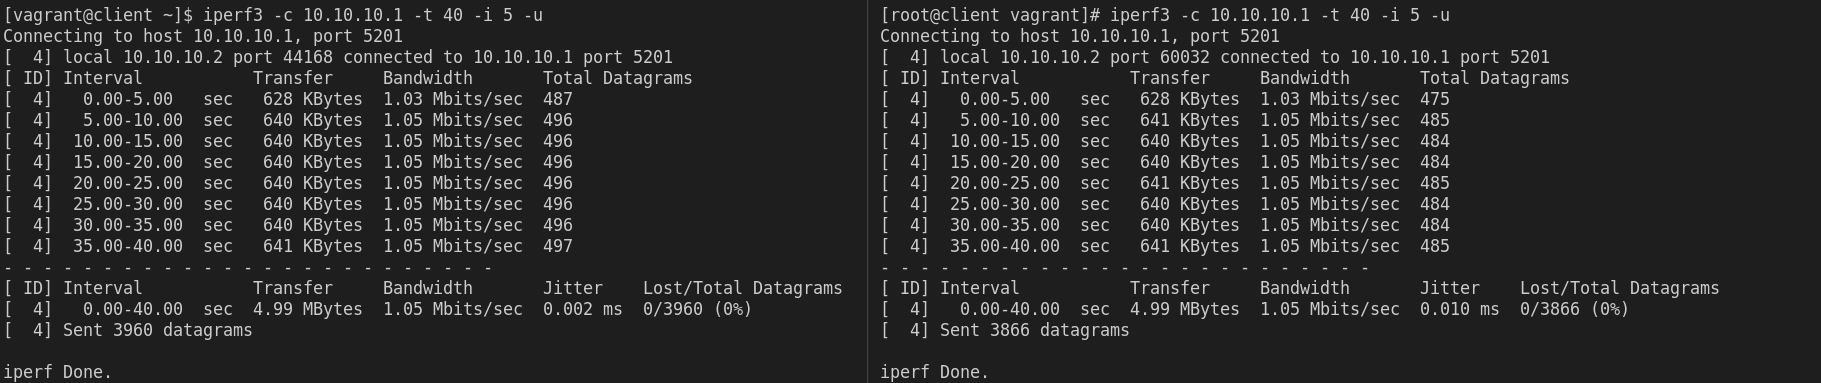 [vagrant@client ~]$ iperf3 -c 10.10.10.1 -t 40 -i 5 -u
Connecting to host 10.10.10.1, port 5201
[  4] local 10.10.10.2 port 44168 connected to 10.10.10.1 port 5201
[ ID] Interval           Transfer     Bandwidth       Total Datagrams
[  4]   0.00-5.00   sec   628 KBytes  1.03 Mbits/sec  487
[  4]   5.00-10.00  sec   640 KBytes  1.05 Mbits/sec  496
[  4]  10.00-15.00  sec   640 KBytes  1.05 Mbits/sec  496
[  4]  15.00-20.00  sec   640 KBytes  1.05 Mbits/sec  496
[  4]  20.00-25.00  sec   640 KBytes  1.05 Mbits/sec  496
[  4]  25.00-30.00  sec   640 KBytes  1.05 Mbits/sec  496
[  4]  30.00-35.00  sec   640 KBytes  1.05 Mbits/sec  496
[  4]  35.00-40.00  sec   641 KBytes  1.05 Mbits/sec  497
- - - - - - - - - - - - - - - - - - - - - - - - -
[ ID] Interval           Transfer     Bandwidth       Jitter    Lost/Total Datagrams
[  4]   0.00-40.00  sec  4.99 MBytes  1.05 Mbits/sec  0.002 ms  0/3960 (0%)
[  4] Sent 3960 datagrams
iperf Done.
[root@client vagrant]# iperf3 -c 10.10.10.1 -t 40 -i 5 -u
Connecting to host 10.10.10.1, port 5201
[  4] local 10.10.10.2 port 60032 connected to 10.10.10.1 port 5201
[ ID] Interval           Transfer     Bandwidth       Total Datagrams
[  4]   0.00-5.00   sec   628 KBytes  1.03 Mbits/sec  475
[  4]   5.00-10.00  sec   641 KBytes  1.05 Mbits/sec  485
[  4]  10.00-15.00  sec   640 KBytes  1.05 Mbits/sec  484
[  4]  15.00-20.00  sec   640 KBytes  1.05 Mbits/sec  484
[  4]  20.00-25.00  sec   641 KBytes  1.05 Mbits/sec  485
[  4]  25.00-30.00  sec   640 KBytes  1.05 Mbits/sec  484
[  4]  30.00-35.00  sec   640 KBytes  1.05 Mbits/sec  484
[  4]  35.00-40.00  sec   641 KBytes  1.05 Mbits/sec  485
- - - - - - - - - - - - - - - - - - - - - - - - -
[ ID] Interval           Transfer     Bandwidth       Jitter    Lost/Total Datagrams
[  4]   0.00-40.00  sec  4.99 MBytes  1.05 Mbits/sec  0.010 ms  0/3866 (0%)
[  4] Sent 3866 datagrams
iperf Done.